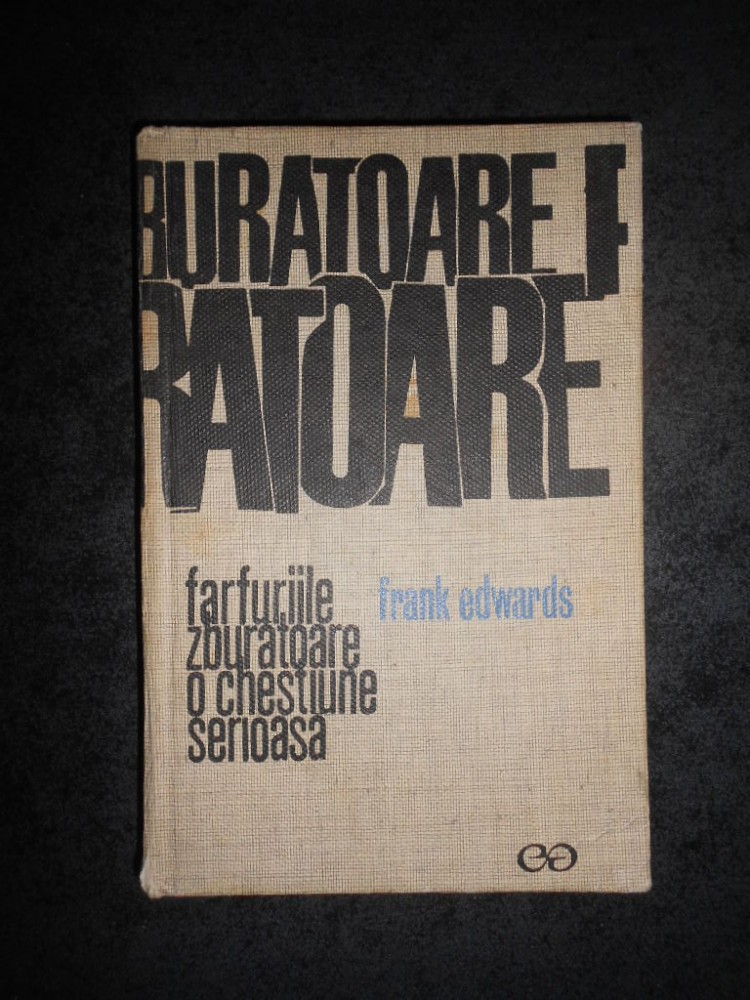 BURATOARE F
RATOARE
farfuriile frank edwards
zburatoare
o chestiune
serioasa